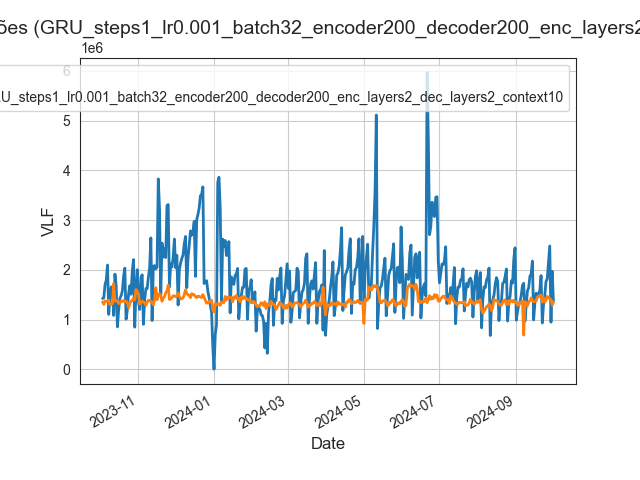 ões (GRU_steps1_lr0.001_batch32_encoder200_decoder200_enc_layers2
1e6
U_steps1_lr0.001_batch32_encoder200_decoder200_enc_layers2_dec_layers2_context10
6
5
4
3
2
1
0
VLF
2023-11
2024-01
2024-03
2024-05
2024-07
2024-09
Date